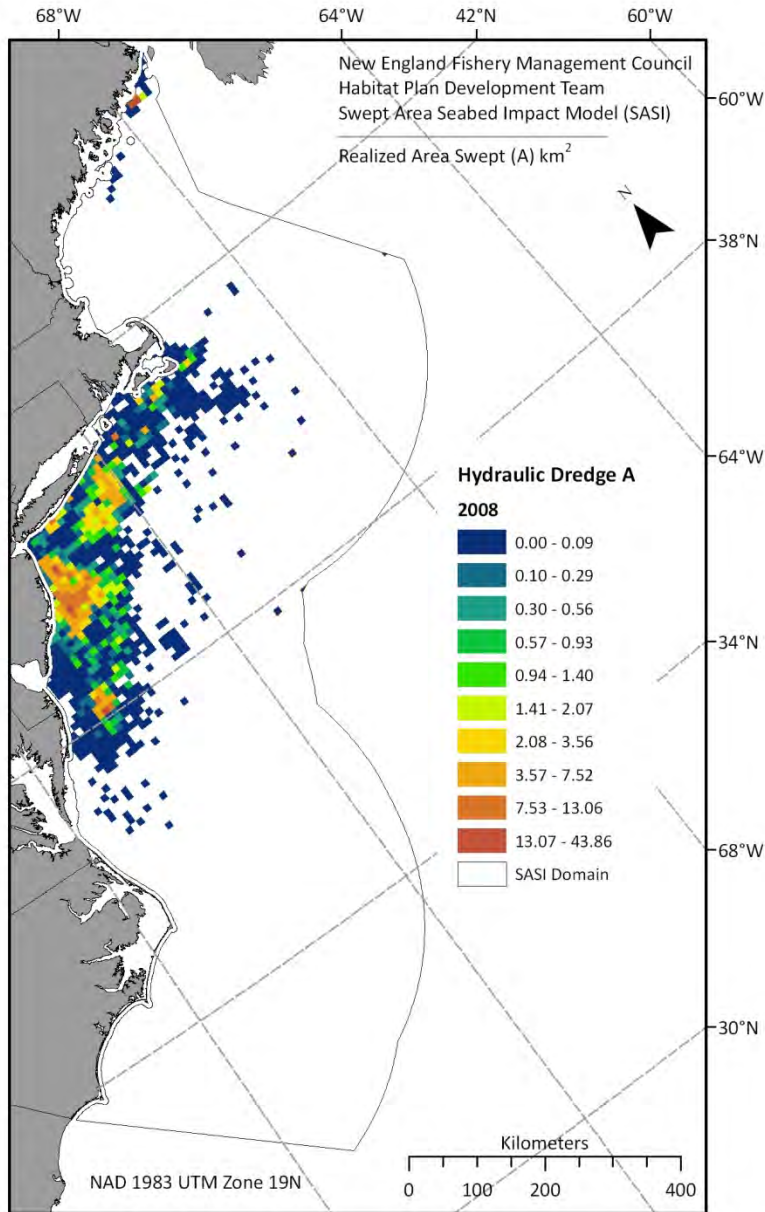 68°W
64°W
42°N
60°W
New England Fishery Management Council
Habitat Plan Development Team
Swept Area Seabed Impact Model (SASI)
Realized Area Swept (A) km²
60°W
N
38°N
64°W
Hydraulic Dredge A
2008
0.00 - 0.09
0.10 - 0.29
0.30 - 0.56
0.57 - 0.93
0.94 - 1.40
1.41 - 2.07
2.08 - 3.56
3.57 - 7.52
7.53 - 13.06
13.07 - 43.86
SASI Domain
34°N
68°W
30°N
Kilometers
0 100 200 400
NAD 1983 UTM Zone 19N